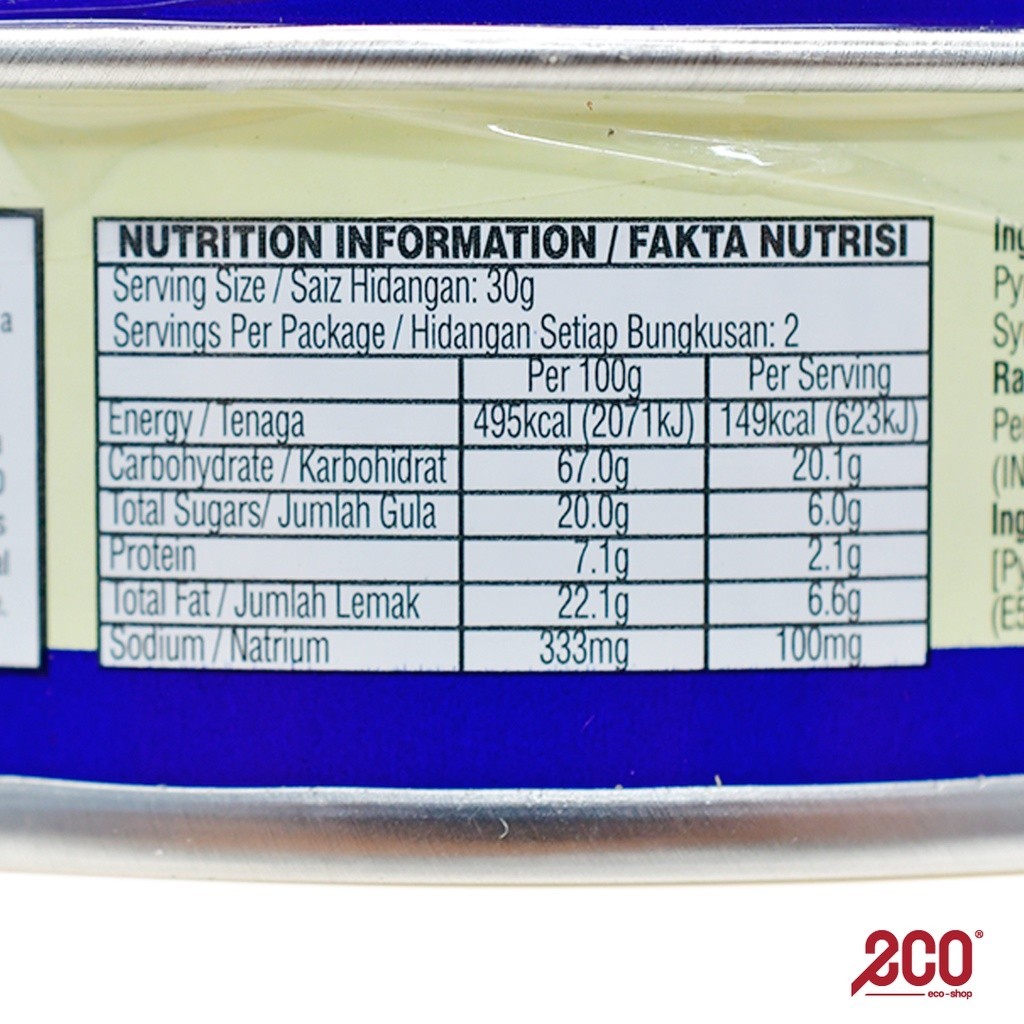 NUTRITION INFORMATION / FAKTA NUTRISI
Serving Size / Saiz Hidangan: 30g
Servings Per Package / Hidangan Setiap Bungkusan: 2
Per 100g Per Serving
Energy / Tenaga 495kcal (2071kJ) 149kcal (623kJ)
Carbohydrate / Karbohidrat 67.0g 20.1g
Total Sugars/ Jumlah Gula 20.0g 6.0g
Protein 7.1g 2.1g
Total Fat / Jumlah Lemak 22.1g 6.6g
Sodium / Natrium 333mg 100mg
eco-shop